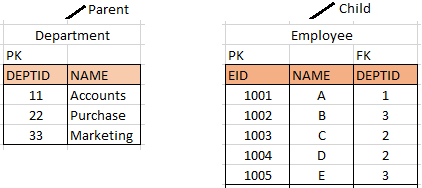 Parent
Department
PK
DEPTID NAME
11 Accounts
22 Purchase
33 Marketing
Child
Employee
PK FK
EID NAME DEPTID
1001 A 1
1002 B 3
1003 C 2
1004 D 2
1005 E 3